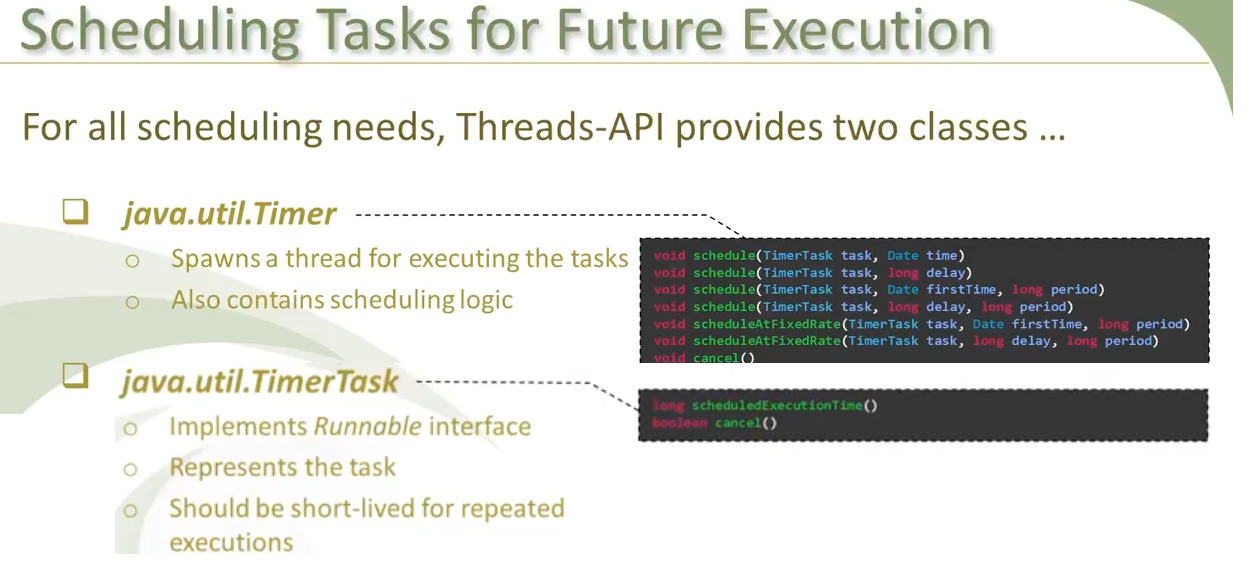 Scheduling Tasks for Future Execution
For all scheduling needs, Threads-API provides two classes ...
java.util.Timer
Spawns a thread for executing the tasks
Also contains scheduling logic
void schedule(TimerTask task, Date time)
void schedule(TimerTask task, long delay)
void schedule(TimerTask task, Date firstTime, long period)
void schedule(TimerTask task, long delay, long period)
void scheduleAtFixedRate(TimerTask task, Date firstTime, long period)
void scheduleAtFixedRate(TimerTask task, long delay, long period)
void cancel()
java.util.TimerTask
Implements Runnable interface
Represents the task
Should be short-lived for repeated
executions
long scheduledExecutionTime()
boolean cancel()